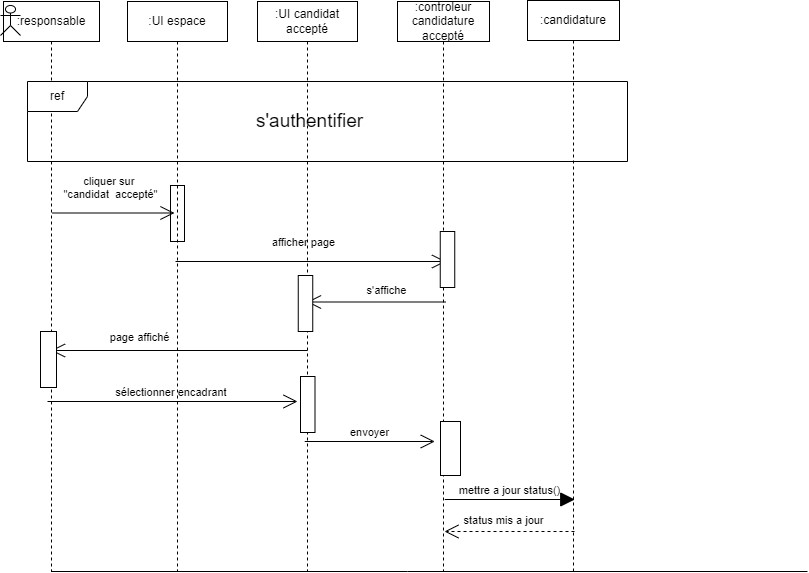 :responsable
:UI espace
:UI candidat
accepté
:controleur
candidature
accepté
:candidature
ref
s'authentifier
cliquer sur
"candidat accepté"
afficher page
s'affiche
page affiché
sélectionner encadrant
envoyer
mettre a jour status()
status mis a jour